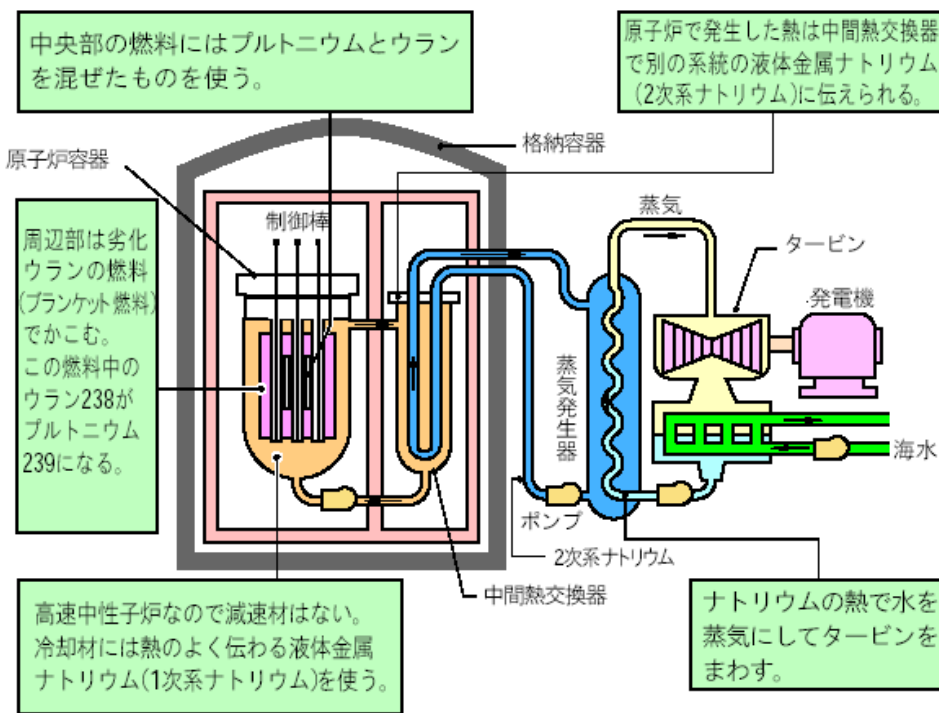 中央部の燃料にはプルトニウムとウラン
を混ぜたものを使う。
原子炉で発生した熱は中間熱交換器
で別の系統の液体金属ナトリウム
(2次系ナトリウム)に伝えられる。
格納容器
原子炉容器
制御棒
蒸気
タービン
発電機
周辺部は劣化
ウランの燃料
(ブランケット燃料)
でかこむ。
この燃料中の
ウラン238が
プルトニウム
239になる。
蒸気発生器
海水
ポンプ
2次系ナトリウム
中間熱交換器
高速中性子炉なので減速材はない。
冷却材には熱のよく伝わる液体金属
ナトリウム(1次系ナトリウム)を使う。
ナトリウムの熱で水を
蒸気にしてタービンを
まわす。